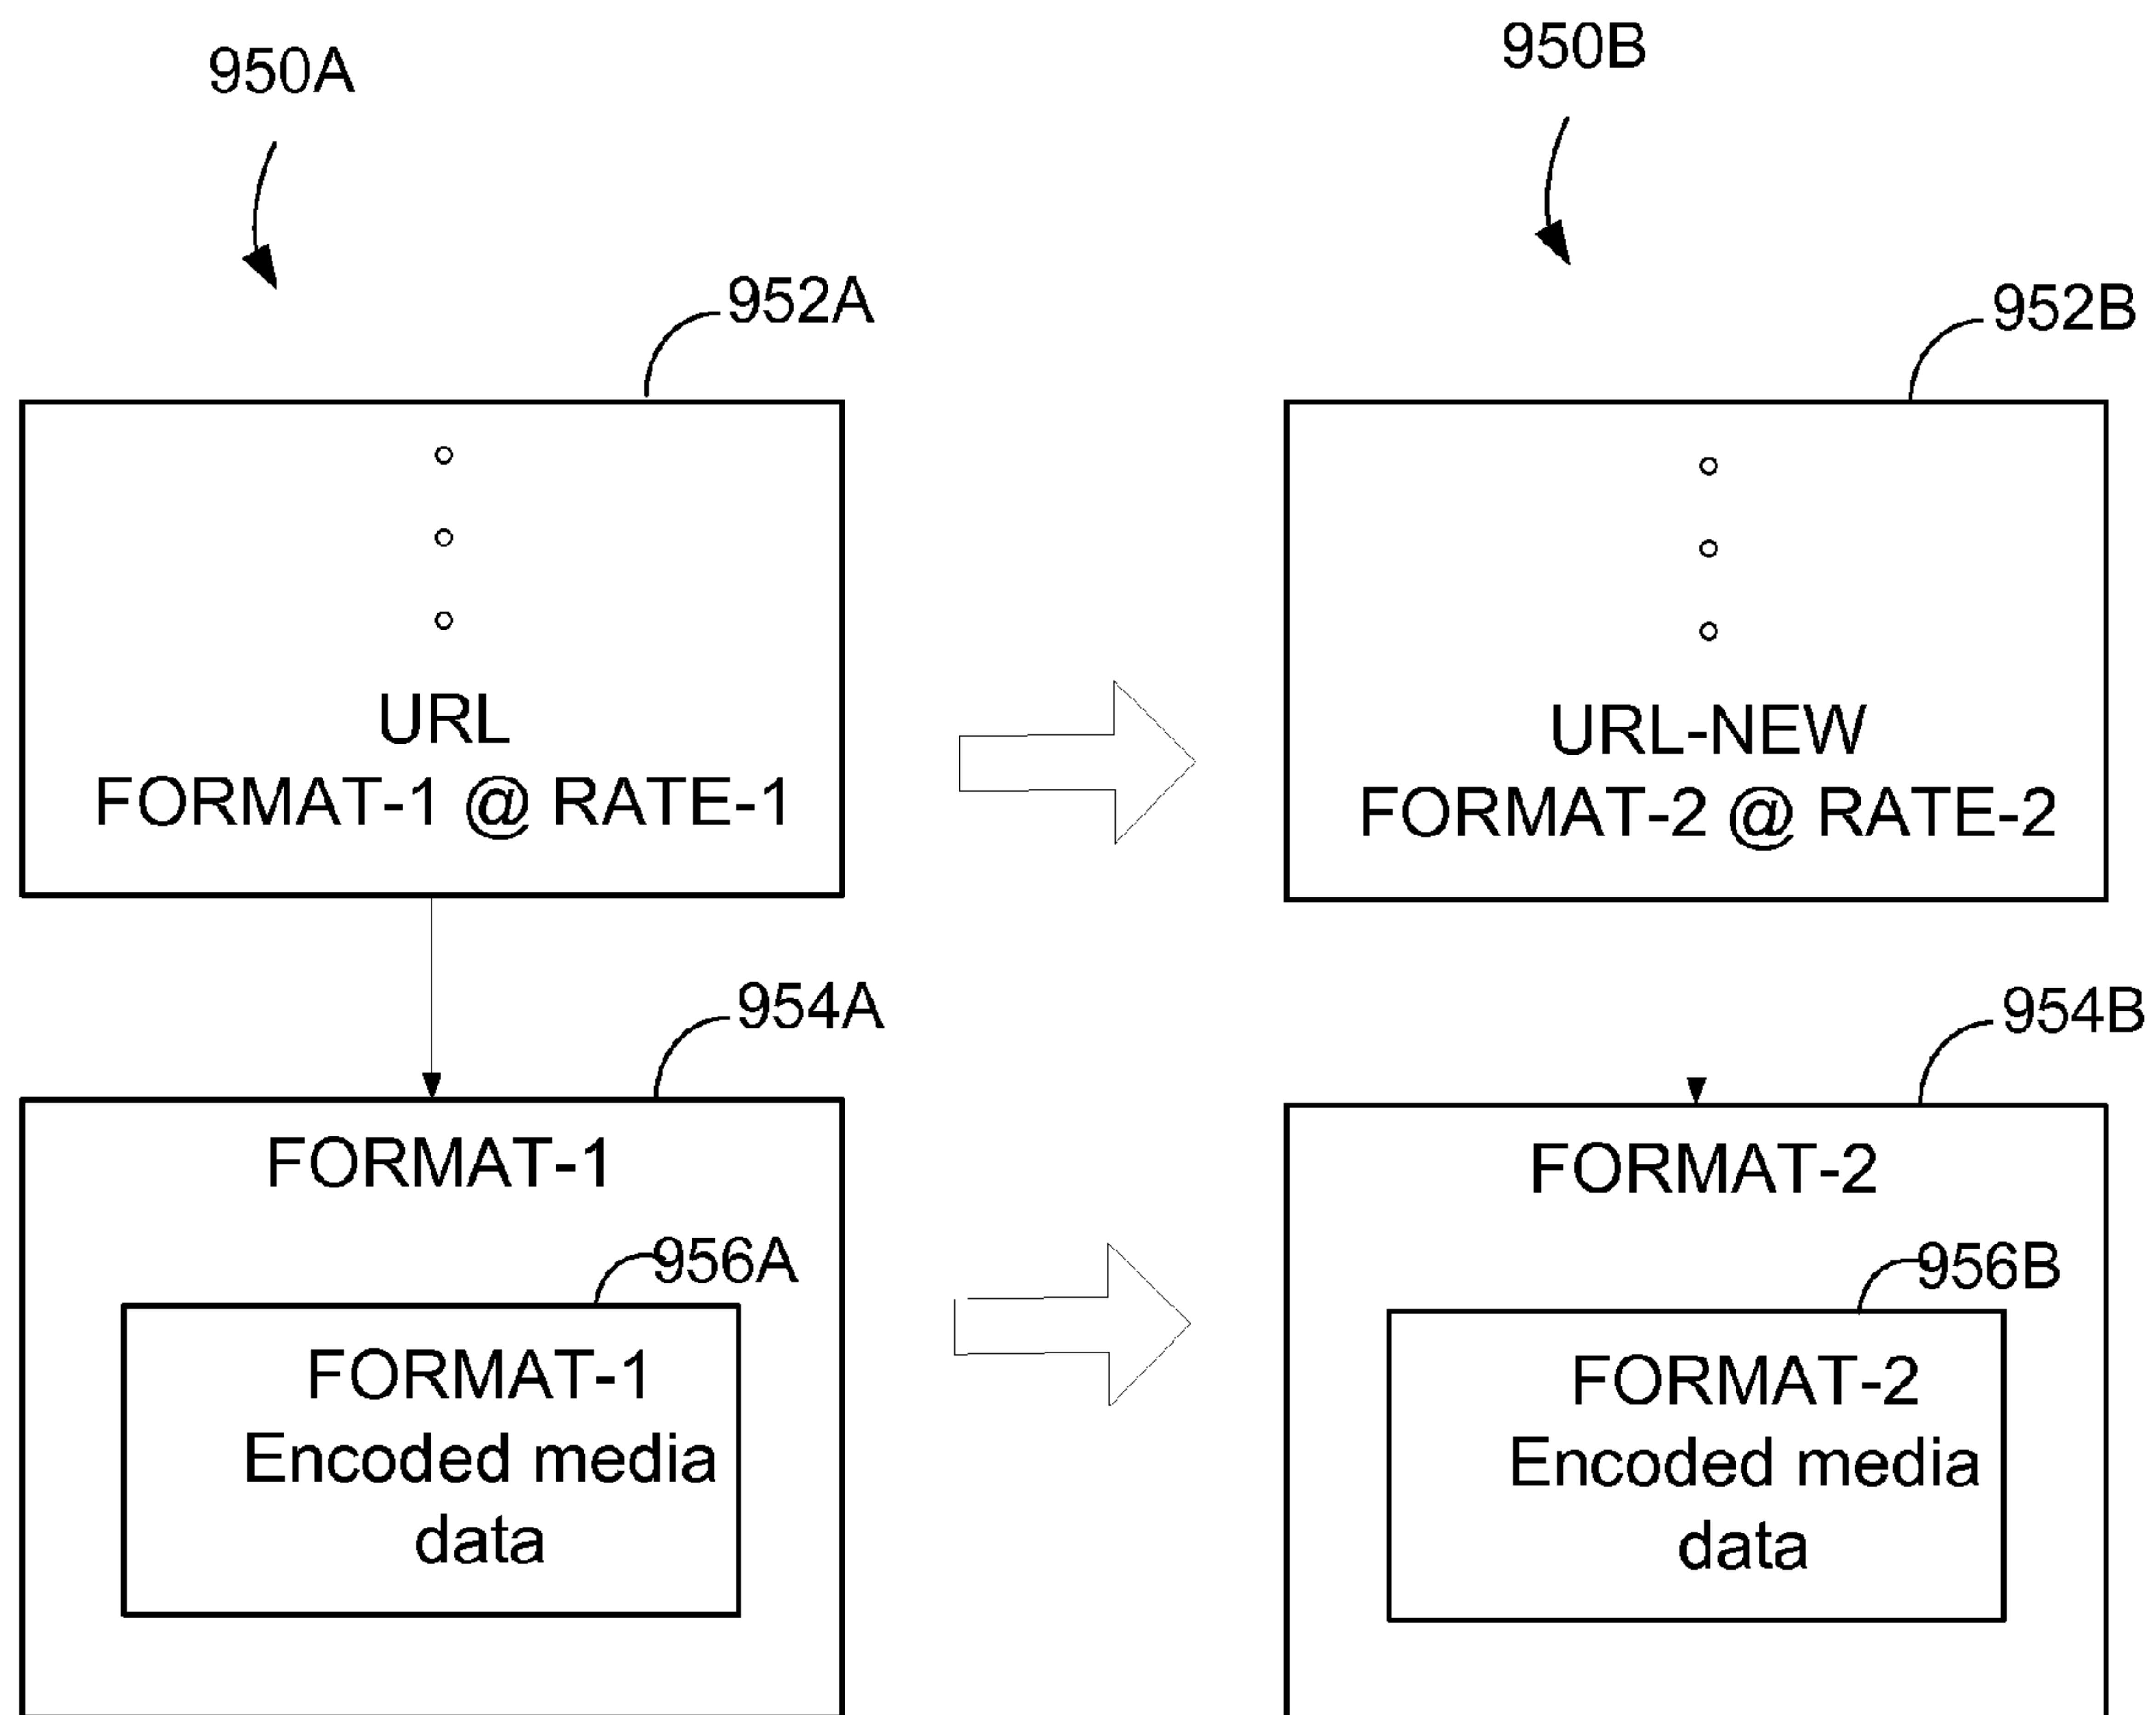 950A
950B
952A
952B
URL
FORMAT-1 @ RATE-1
URL-NEW
FORMAT-2 @ RATE-2
954A
954B
FORMAT-1
FORMAT-2
956A
956B
FORMAT-1
Encoded media
data
FORMAT-2
Encoded media
data